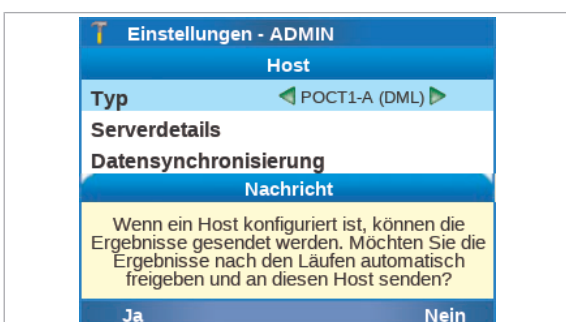 Einstellungen - ADMIN
Host
Typ POCT1-A (DML)
Serverdetails
Datensynchronisierung
Nachricht
Wenn ein Host konfiguriert ist, können die
Ergebnisse gesendet werden. Möchten Sie die
Ergebnisse nach den Läufen automatisch
freigeben und an diesen Host senden?
Ja Nein